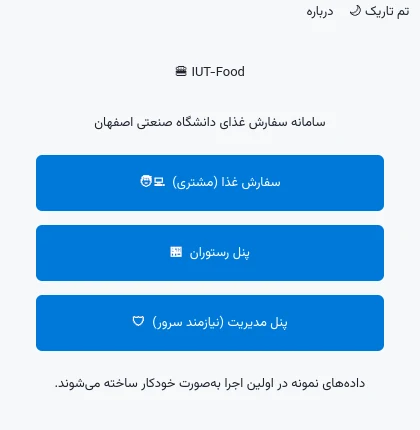 تم تاریک 🌙 درباره
🍔 IUT-Food
سامانه سفارش غذای دانشگاه صنعتی اصفهان
سفارش غذا (مشتری) 🧑‍💻
پنل رستوران 🏪
پنل مدیریت (نیازمند سرور) 🛡
داده‌های نمونه در اولین اجرا به‌صورت خودکار ساخته می‌شوند.